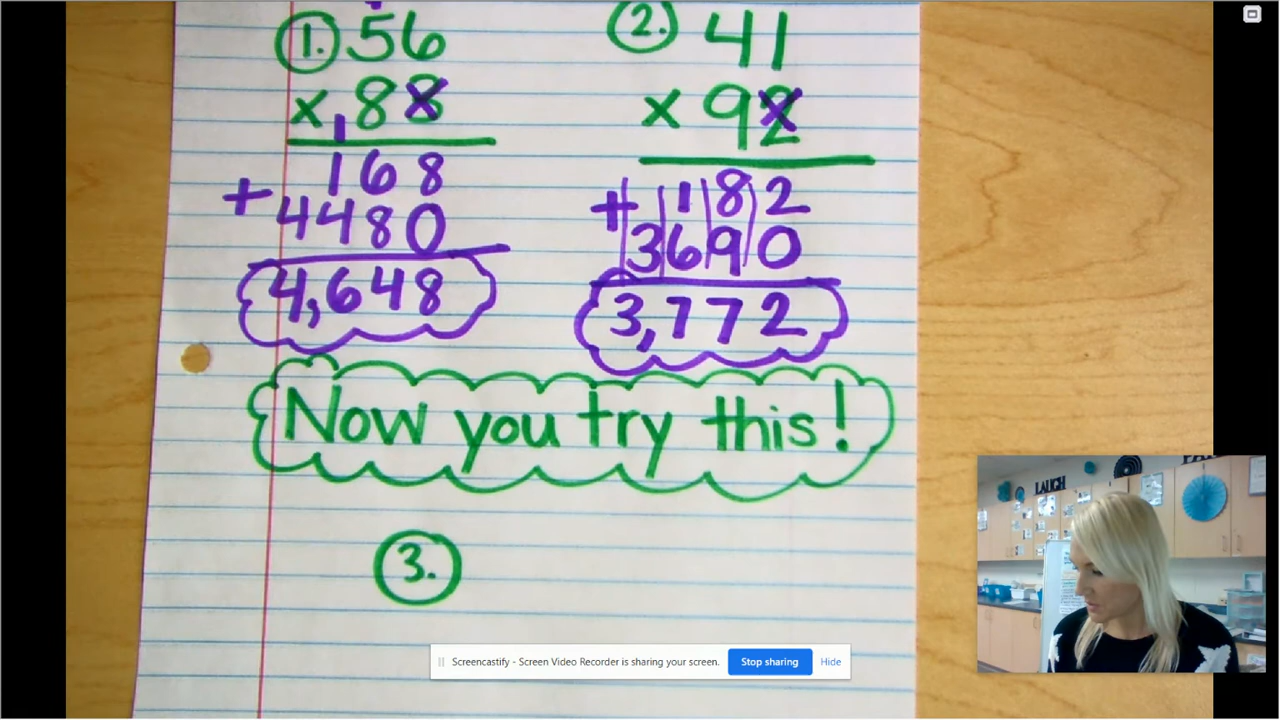 1. 56
x 83
168
+ 4480
4,648
2. 41
x 92
182
+ 3690
3,772
Now you try this!
3.
LAUGH
Screencastify - Screen Video Recorder is sharing your screen. Stop sharing Hide